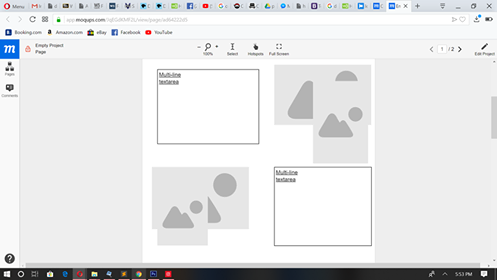 Menu
app.moqups.com
Booking.com
Amazon.com
eBay
Facebook
YouTube
Empty Project
Page
100%
Select
Hotspots
Full Screen
1 / 2
Edit Project
Pages
Comments
Multi-line
textarea
Multi-line
textarea
5:53 PM